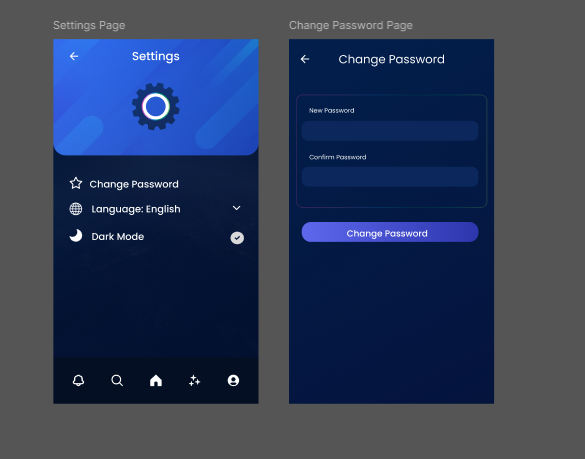 Settings Page
Settings
Change Password
Language: English
Dark Mode
Change Password Page
Change Password
New Password
Confirm Password
Change Password